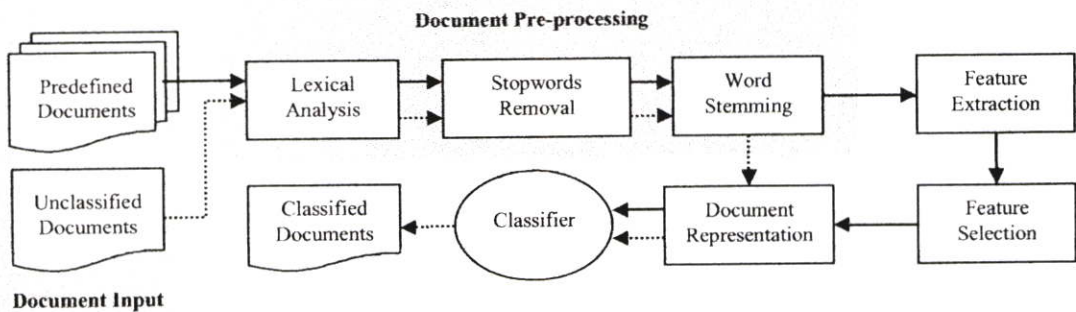 Document Pre-processing
Predefined
Documents
Lexical
Analysis
Stopwords
Removal
Word
Stemming
Feature
Extraction
Unclassified
Documents
Classified
Documents
Classifier
Document
Representation
Feature
Selection
Document Input